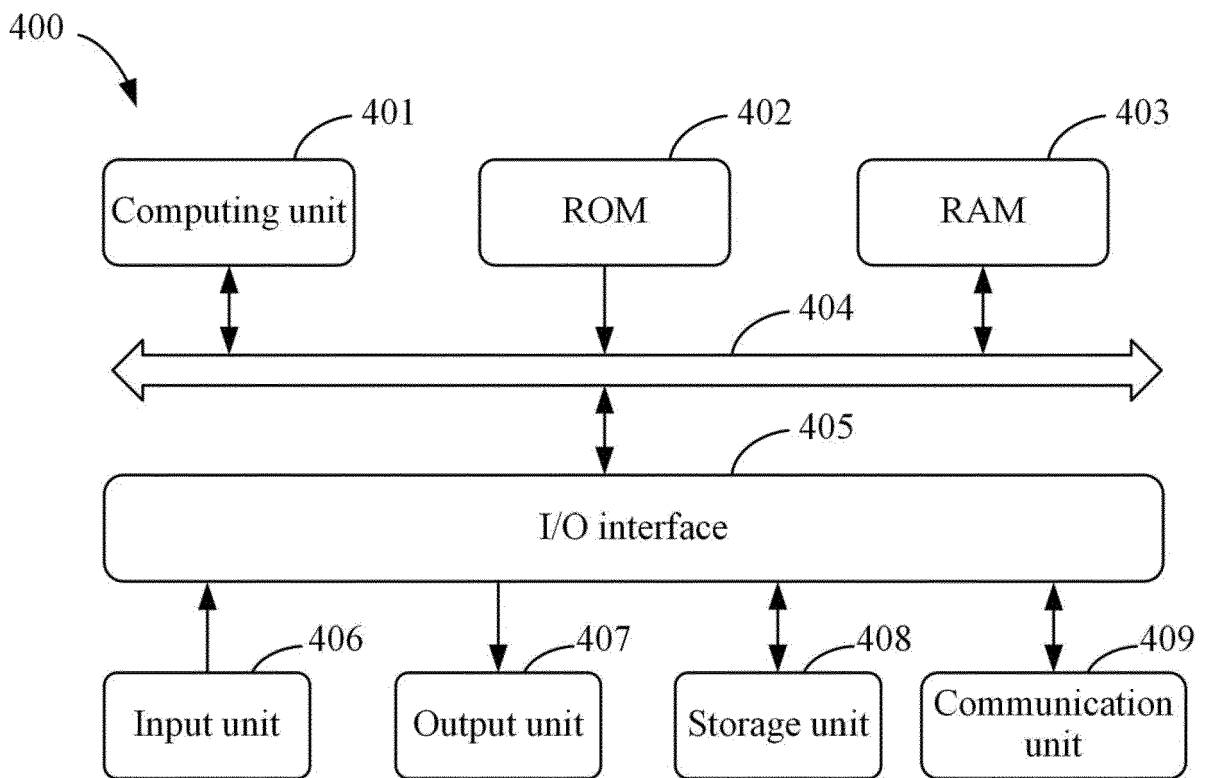 400
401
402
403
Computing unit
ROM
RAM
404
405
I/O interface
406
407
408
409
Input unit
Output unit
Storage unit
Communication
unit